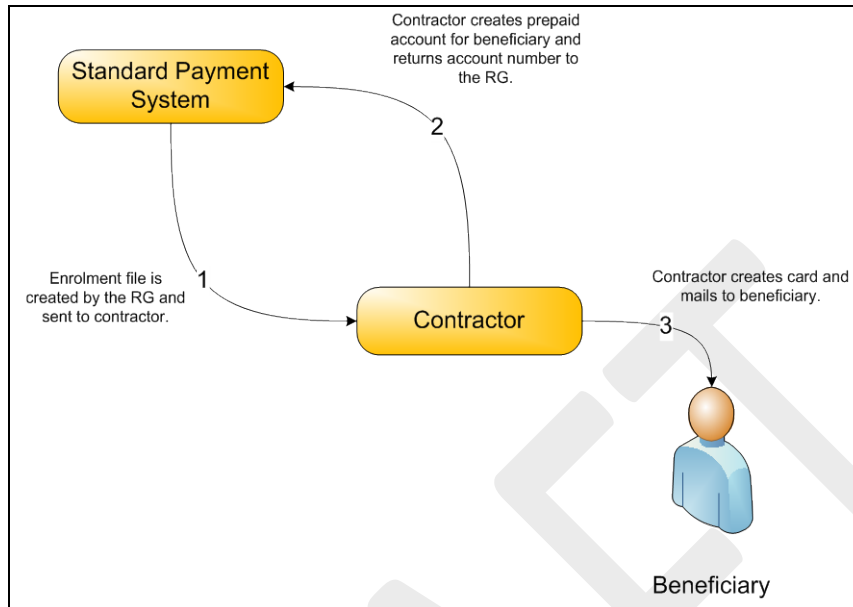 Contractor creates prepaid
account for beneficiary and
returns account number to
the RG.
Standard Payment
System
2
Enrolment file is
created by the RG and
sent to contractor.
1
Contractor
Contractor creates card and
mails to beneficiary.
3
Beneficiary